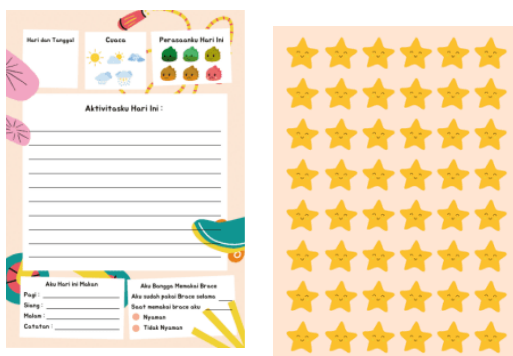 Hari dan Tanggal
Cuaca
Perasaanku Hari Ini
Aktivitasku Hari Ini :
Aku Hari ini Makan
Pagi :
Siang :
Malam :
Catatan :
Aku Bangga Memakai Brace
Aku sudah pakai Brace selama
Saat memakai brace aku
Nyaman
Tidak Nyaman